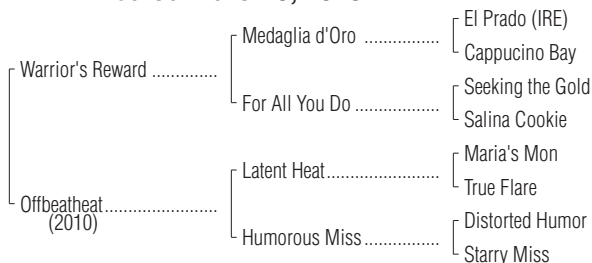 Warrior's Reward ..............
Medaglia d'Oro ................
El Prado (IRE)
Cappucino Bay
For All You Do ..................
Seeking the Gold
Salina Cookie
Offbeatheat........................
(2010)
Latent Heat........................
Maria's Mon
True Flare
Humorous Miss................
Distorted Humor
Starry Miss